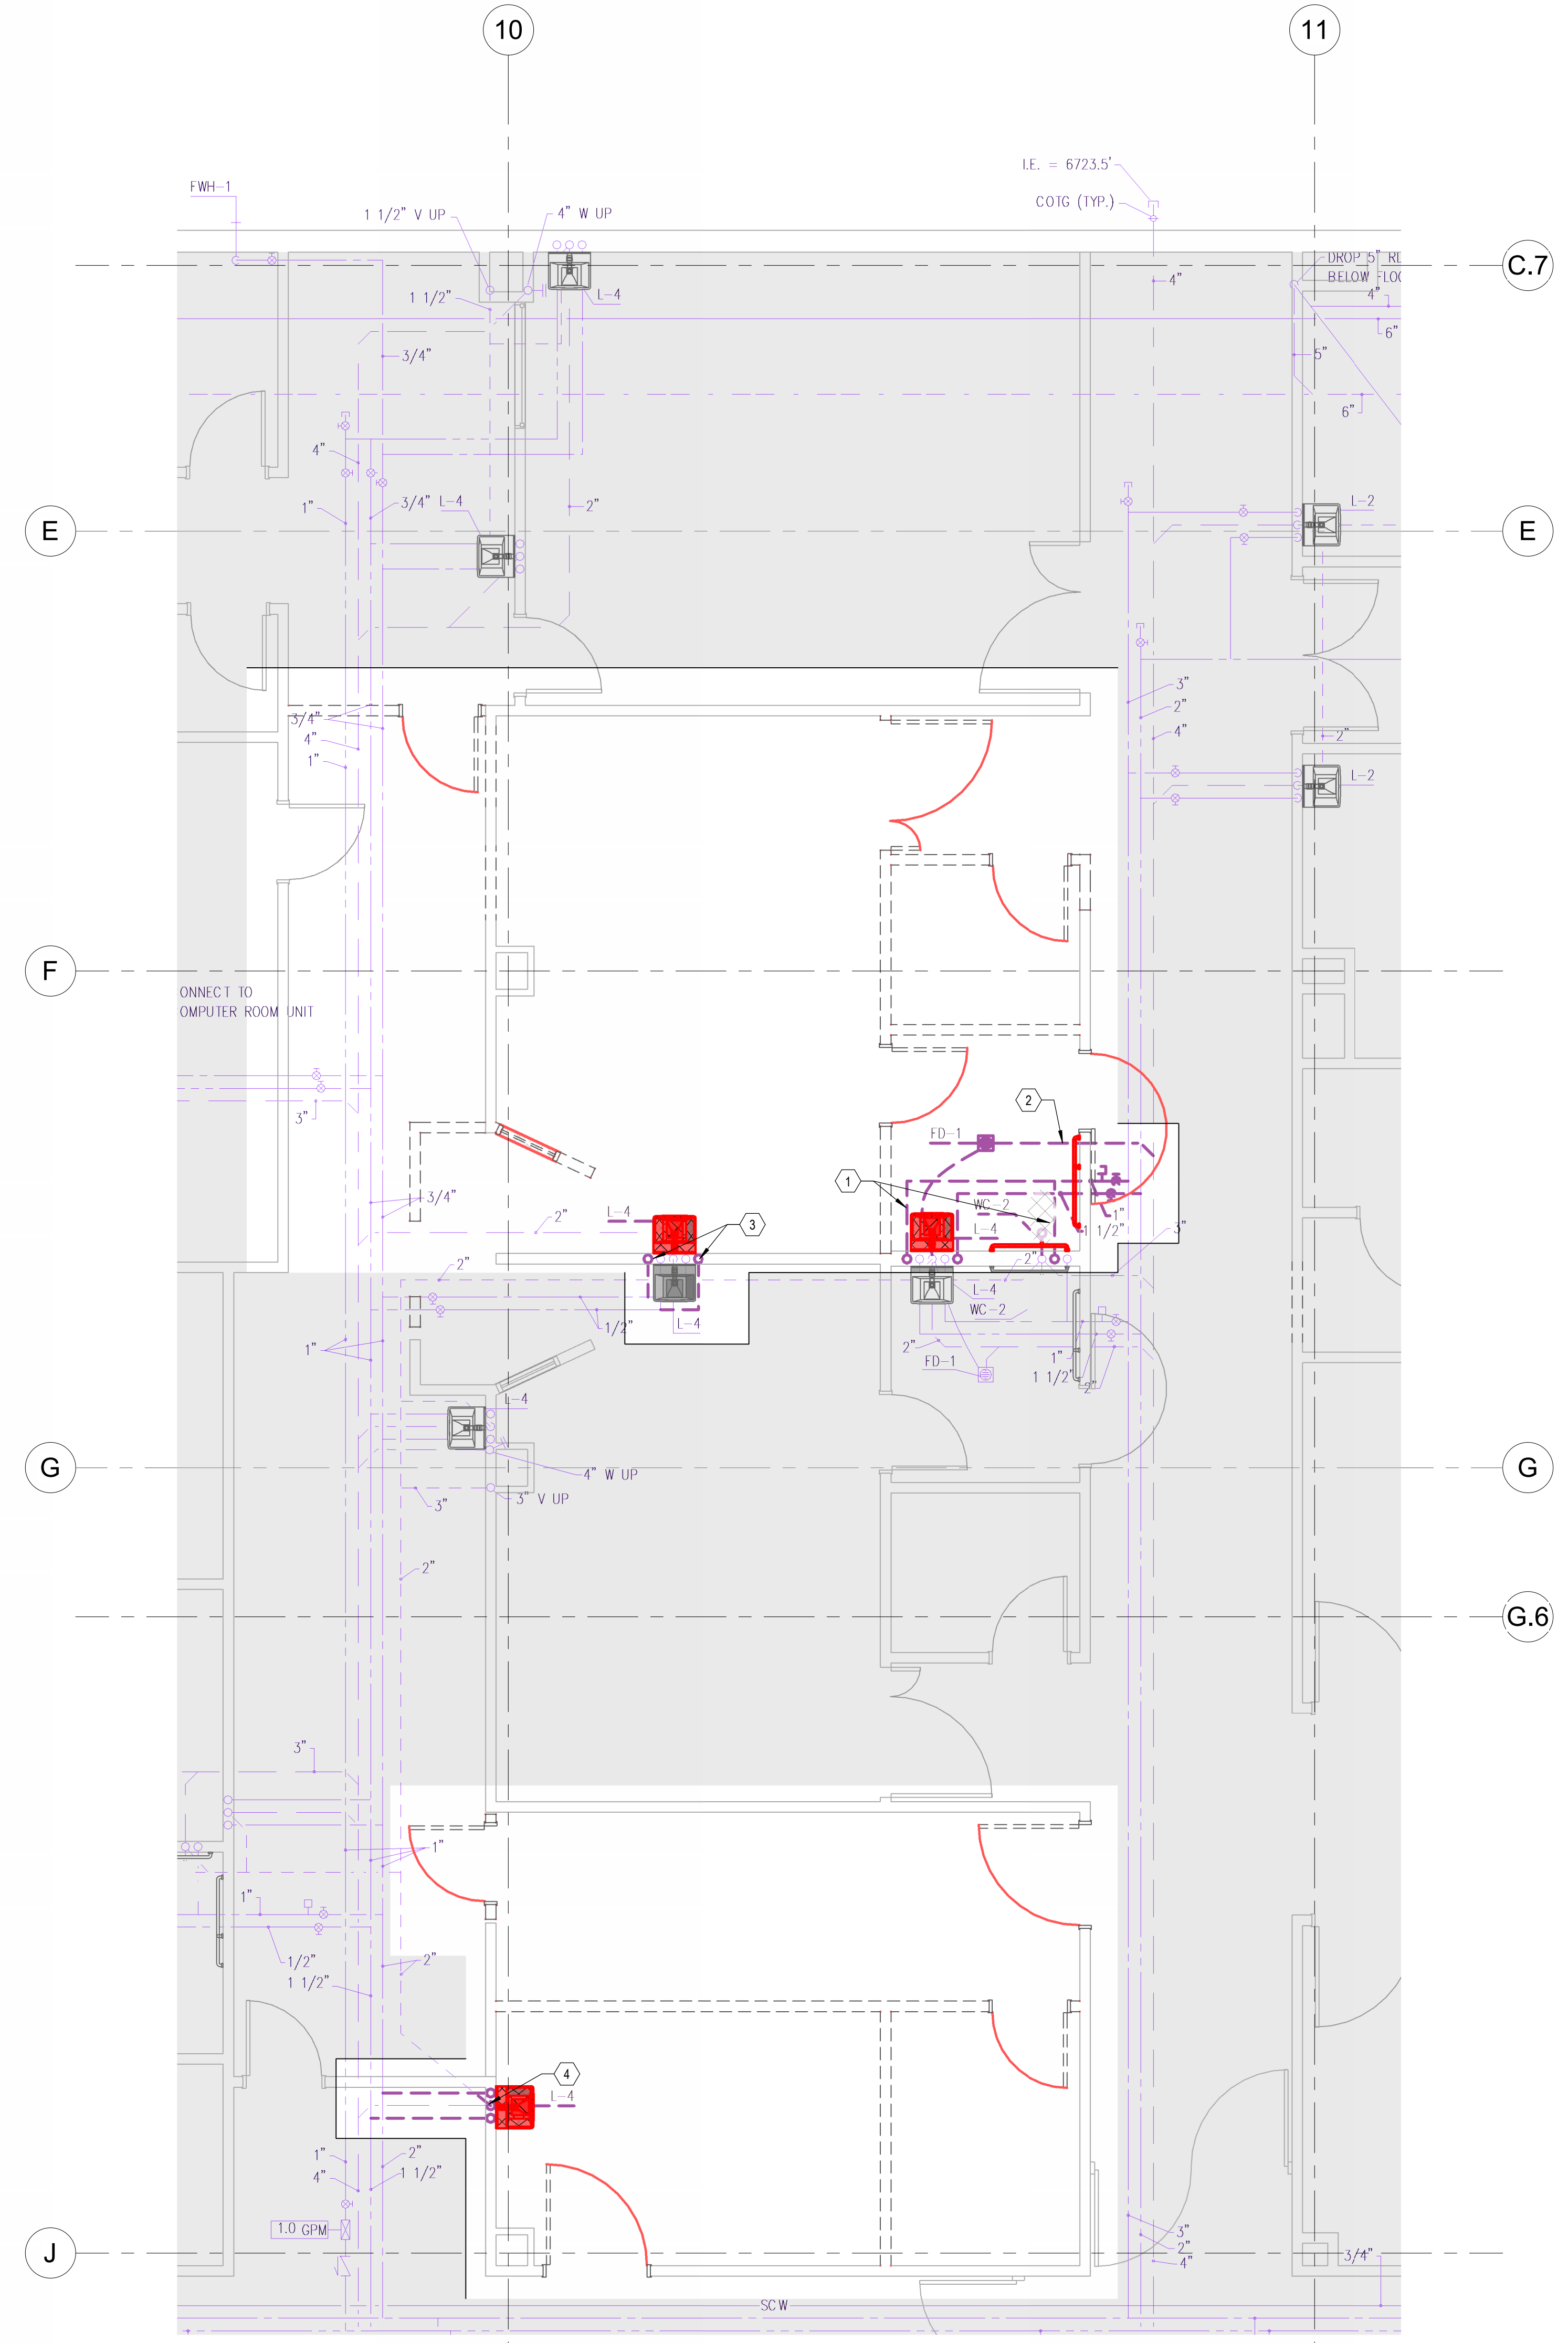 10
11
I.E. = 6723.5'
FWH-1
COTG (TYP.)
1 1/2" V UP
4" W UP
C.7
DROP 5" RL
BELOW FLO
4"
L-4
1 1/2"
4"
6"
3/4"
5"
6"
4"
3/4"
L-4
L-2
1"
2"
E
E
3"
2"
3/4"
4"
4"
2"
1"
L-2
F
ONNECT TO
OMPUTER ROOM UNIT
2
3"
FD-1
1
3/4"
WC-2
L-4
1"
2"
3
L-4
1 1/2"
3"
2"
2"
L-4
WC-2
1/2"
L-4
1"
2"
FD-1
1"
1 1/2"
2"
L-4
G
4" W UP
G
3"
3" V UP
2"
G.6
3"
1"
1"
1/2"
2"
1 1/2"
4
L-4
1"
2"
4"
1 1/2"
1.0 GPM
3"
2"
4"
J
3/4"
SCW